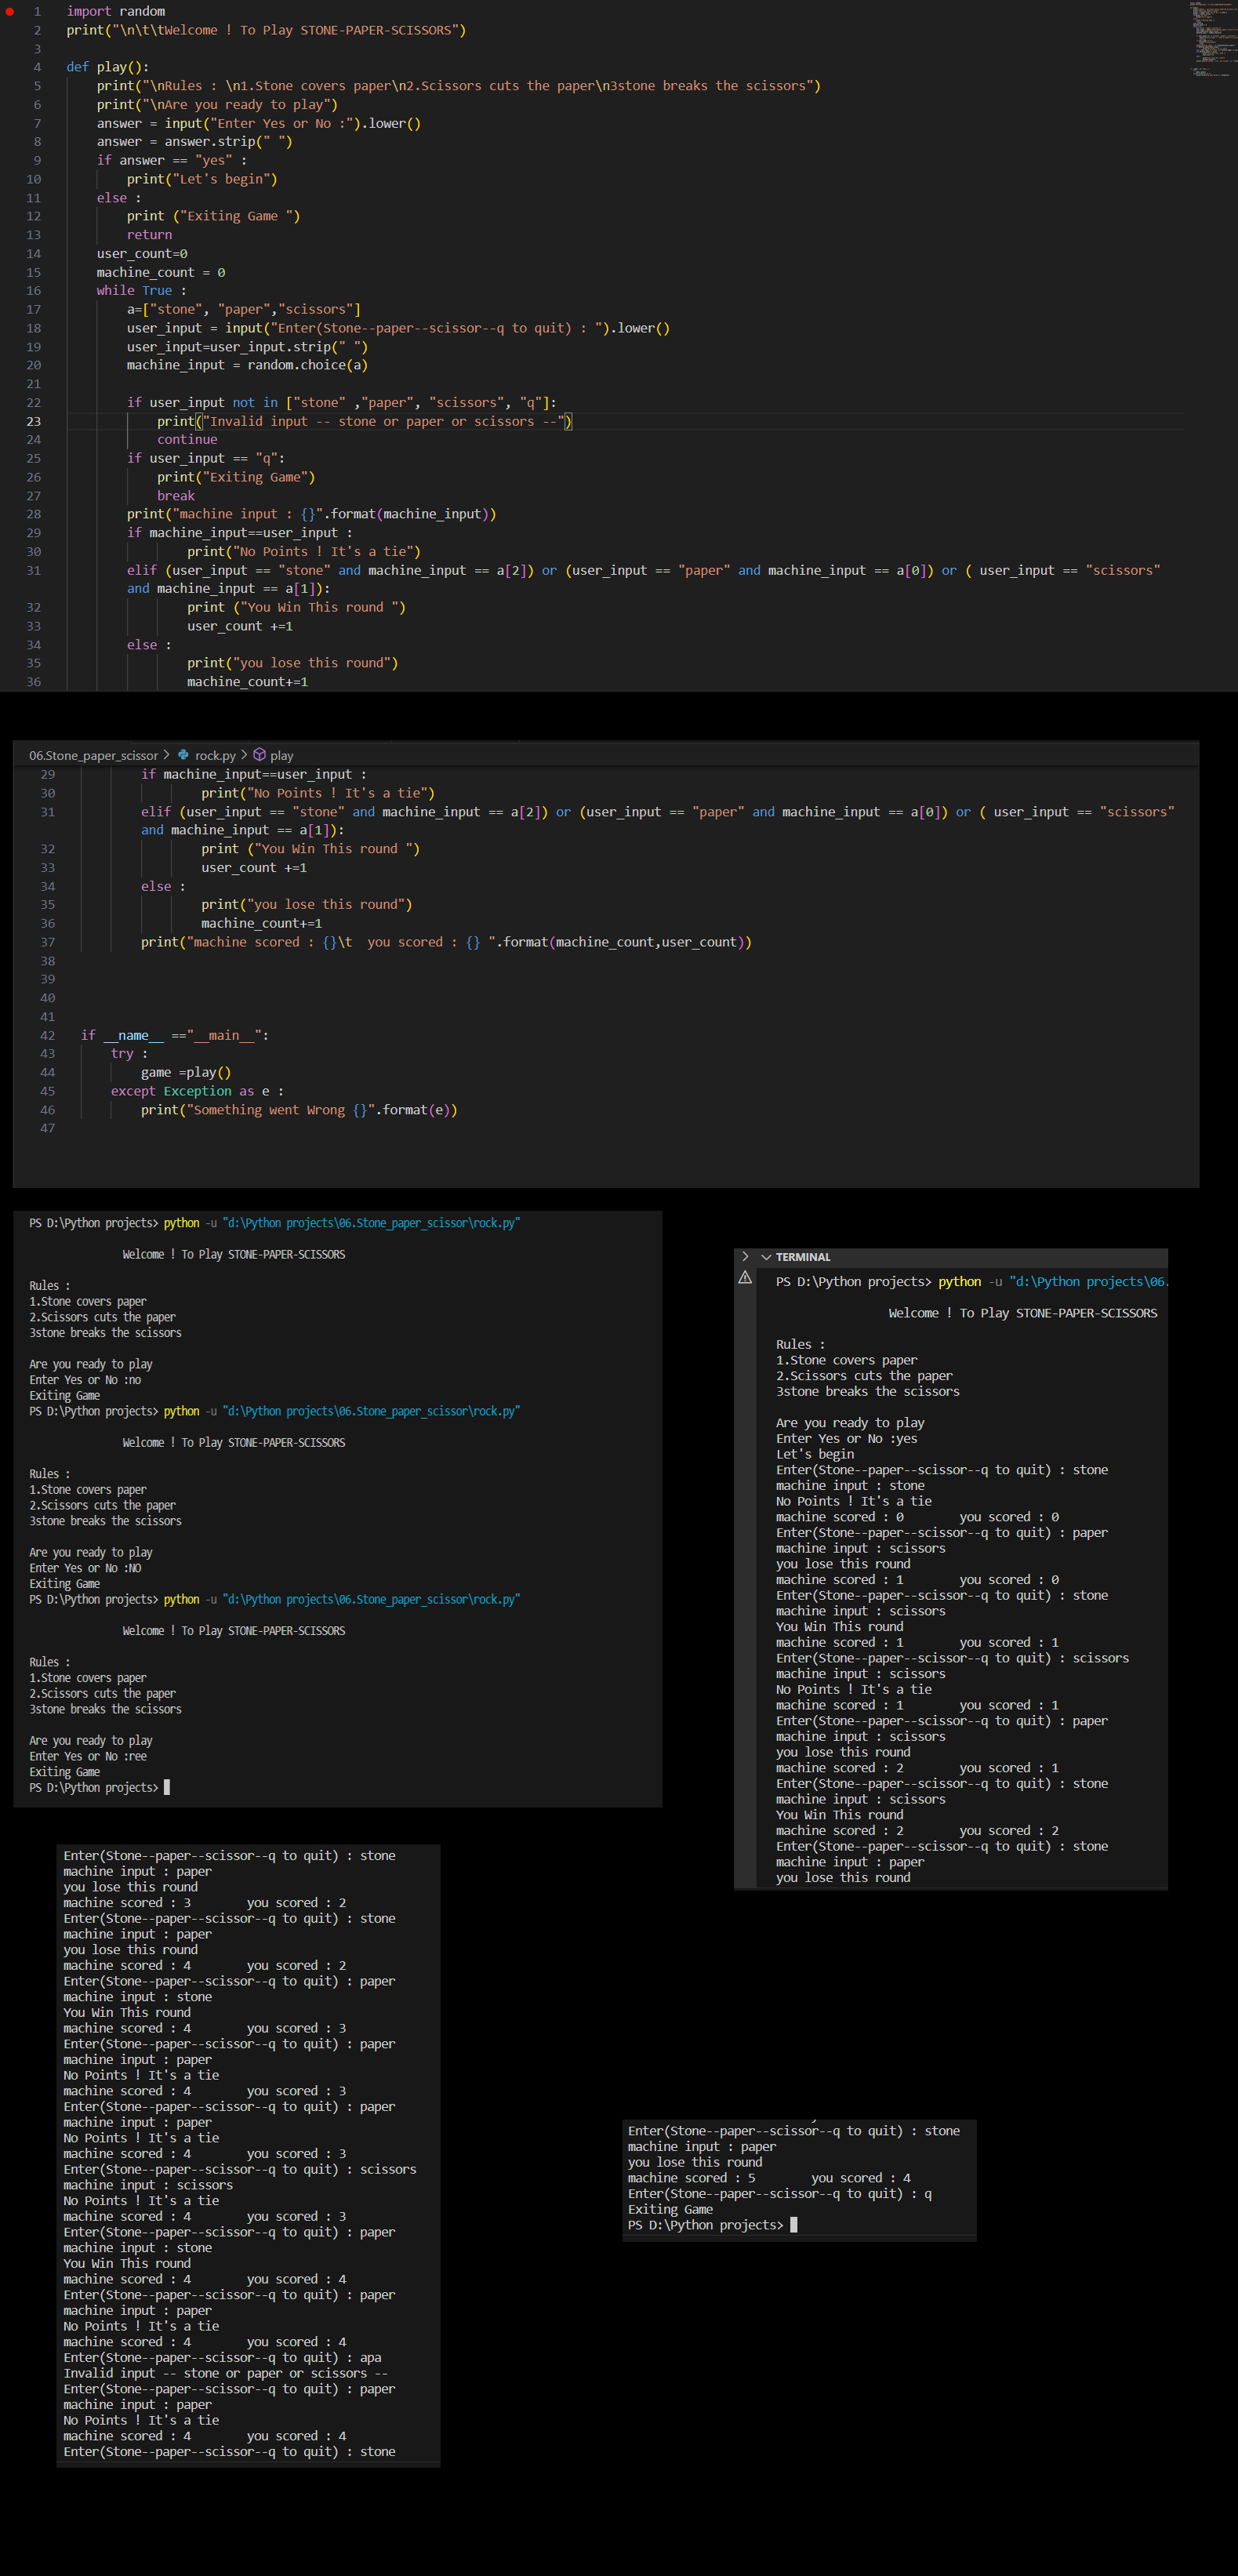 1 import random
2 print("\n\t\tWelcome ! To Play STONE-PAPER-SCISSORS")
3
4 def play():
5     print("\nRules : \n1.Stone covers paper\n2.Scissors cuts the paper\n3stone breaks the scissors")
6     print("\nAre you ready to play")
7     answer = input("Enter Yes or No :").lower()
8     answer = answer.strip(" ")
9     if answer == "yes" :
10         print("Let's begin")
11     else :
12         print ("Exiting Game ")
13         return
14     user_count=0
15     machine_count = 0
16     while True :
17         a=["stone", "paper","scissors"]
18         user_input = input("Enter(Stone--paper--scissor--q to quit) : ").lower()
19         user_input=user_input.strip(" ")
20         machine_input = random.choice(a)
21
22         if user_input not in ["stone" ,"paper", "scissors", "q"]:
23             print("Invalid input -- stone or paper or scissors --")
24             continue
25         if user_input == "q":
26             print("Exiting Game")
27             break
28         print("machine input : {}".format(machine_input))
29         if machine_input==user_input :
30                 print("No Points ! It's a tie")
31         elif (user_input == "stone" and machine_input == a[2]) or (user_input == "paper" and machine_input == a[0]) or ( user_input == "scissors"
        and machine_input == a[1]):
32                 print ("You Win This round ")
33                 user_count +=1
34         else :
35                 print("you lose this round")
36                 machine_count+=1
06.Stone_paper_scissor > rock.py > play
29         if machine_input==user_input :
30                 print("No Points ! It's a tie")
31         elif (user_input == "stone" and machine_input == a[2]) or (user_input == "paper" and machine_input == a[0]) or ( user_input == "scissors"
        and machine_input == a[1]):
32                 print ("You Win This round ")
33                 user_count +=1
34         else :
35                 print("you lose this round")
36                 machine_count+=1
37         print("machine scored : {}\t  you scored : {} ".format(machine_count,user_count))
38
39
40
41
42 if __name__ =="__main__":
43     try :
44         game =play()
45     except Exception as e :
46         print("Something went Wrong {}".format(e))
47
PS D:\Python projects> python -u "d:\Python projects\06.Stone_paper_scissor\rock.py"
Welcome ! To Play STONE-PAPER-SCISSORS
Rules :
1.Stone covers paper
2.Scissors cuts the paper
3stone breaks the scissors
Are you ready to play
Enter Yes or No :no
Exiting Game
PS D:\Python projects> python -u "d:\Python projects\06.Stone_paper_scissor\rock.py"
Welcome ! To Play STONE-PAPER-SCISSORS
Rules :
1.Stone covers paper
2.Scissors cuts the paper
3stone breaks the scissors
Are you ready to play
Enter Yes or No :NO
Exiting Game
PS D:\Python projects> python -u "d:\Python projects\06.Stone_paper_scissor\rock.py"
Welcome ! To Play STONE-PAPER-SCISSORS
Rules :
1.Stone covers paper
2.Scissors cuts the paper
3stone breaks the scissors
Are you ready to play
Enter Yes or No :ree
Exiting Game
PS D:\Python projects>
TERMINAL
PS D:\Python projects> python -u "d:\Python projects\06.
Welcome ! To Play STONE-PAPER-SCISSORS
Rules :
1.Stone covers paper
2.Scissors cuts the paper
3stone breaks the scissors
Are you ready to play
Enter Yes or No :yes
Let's begin
Enter(Stone--paper--scissor--q to quit) : stone
machine input : stone
No Points ! It's a tie
machine scored : 0 you scored : 0
Enter(Stone--paper--scissor--q to quit) : paper
machine input : scissors
you lose this round
machine scored : 1 you scored : 0
Enter(Stone--paper--scissor--q to quit) : stone
machine input : scissors
You Win This round
machine scored : 1 you scored : 1
Enter(Stone--paper--scissor--q to quit) : scissors
machine input : scissors
No Points ! It's a tie
machine scored : 1 you scored : 1
Enter(Stone--paper--scissor--q to quit) : paper
machine input : scissors
you lose this round
machine scored : 2 you scored : 1
Enter(Stone--paper--scissor--q to quit) : stone
machine input : scissors
You Win This round
machine scored : 2 you scored : 2
Enter(Stone--paper--scissor--q to quit) : stone
machine input : paper
you lose this round
Enter(Stone--paper--scissor--q to quit) : stone
machine input : paper
you lose this round
machine scored : 3 you scored : 2
Enter(Stone--paper--scissor--q to quit) : stone
machine input : paper
you lose this round
machine scored : 4 you scored : 2
Enter(Stone--paper--scissor--q to quit) : paper
machine input : stone
You Win This round
machine scored : 4 you scored : 3
Enter(Stone--paper--scissor--q to quit) : paper
machine input : paper
No Points ! It's a tie
machine scored : 4 you scored : 3
Enter(Stone--paper--scissor--q to quit) : paper
machine input : paper
No Points ! It's a tie
machine scored : 4 you scored : 3
Enter(Stone--paper--scissor--q to quit) : scissors
machine input : scissors
No Points ! It's a tie
machine scored : 4 you scored : 3
Enter(Stone--paper--scissor--q to quit) : paper
machine input : stone
You Win This round
machine scored : 4 you scored : 4
Enter(Stone--paper--scissor--q to quit) : paper
machine input : paper
No Points ! It's a tie
machine scored : 4 you scored : 4
Enter(Stone--paper--scissor--q to quit) : apa
Invalid input -- stone or paper or scissors --
Enter(Stone--paper--scissor--q to quit) : paper
machine input : paper
No Points ! It's a tie
machine scored : 4 you scored : 4
Enter(Stone--paper--scissor--q to quit) : stone
Enter(Stone--paper--scissor--q to quit) : stone
machine input : paper
you lose this round
machine scored : 5 you scored : 4
Enter(Stone--paper--scissor--q to quit) : q
Exiting Game
PS D:\Python projects>